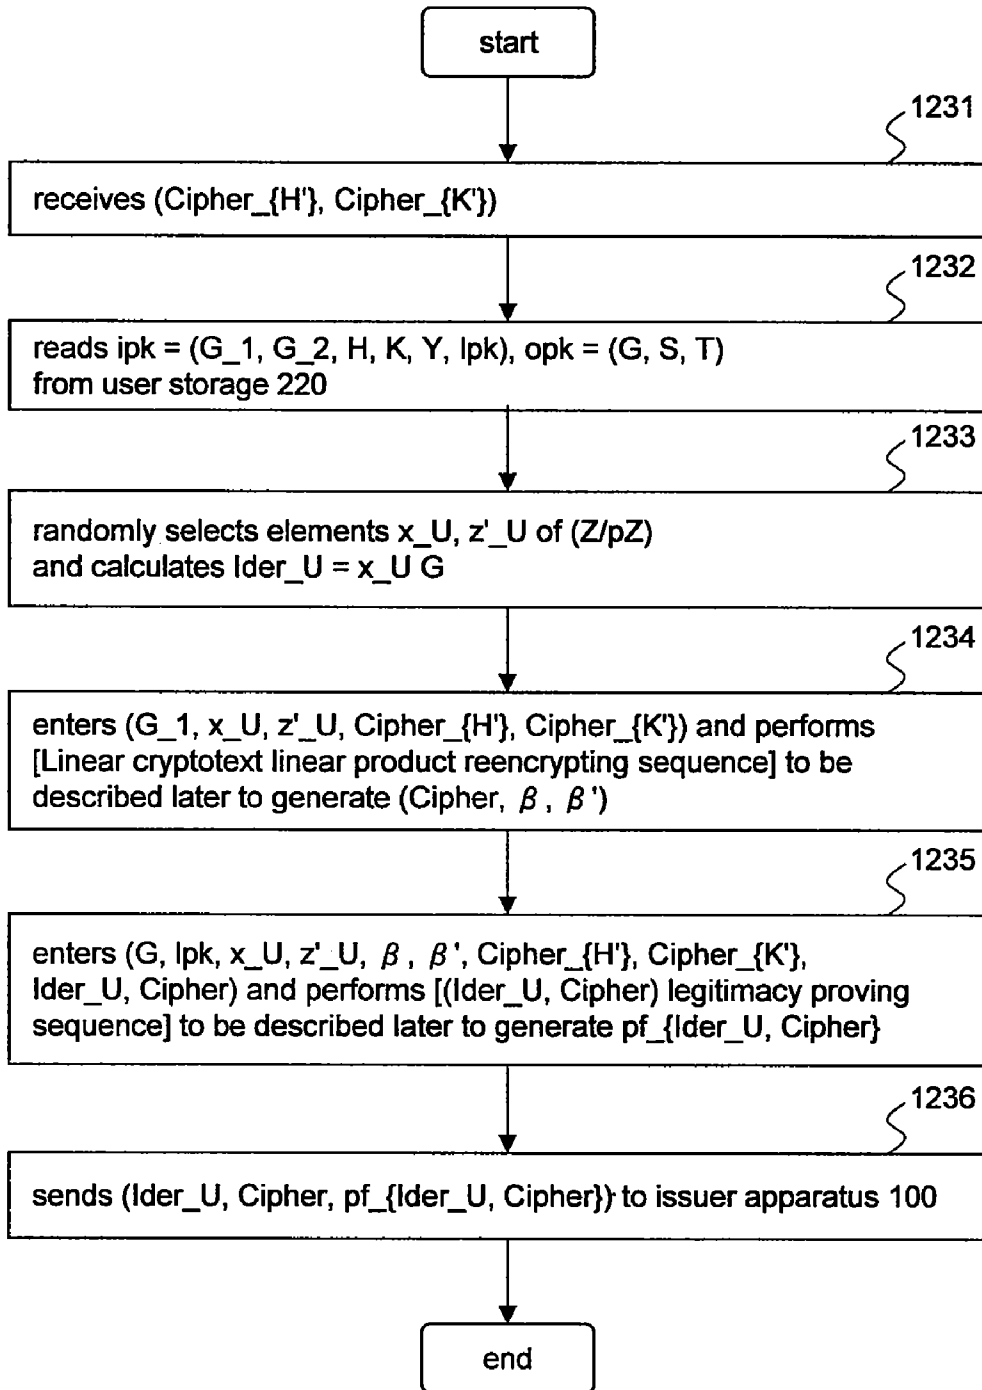 start
1231
receives (Cipher_{H'}, Cipher_{K'})
1232
reads ipk = (G_1, G_2, H, K, Y, lpk), opk = (G, S, T)
from user storage 220
1233
randomly selects elements x_U, z'_U of (Z/pZ)
and calculates Ider_U = x_U G
1234
enters (G_1, x_U, z'_U, Cipher_{H'}, Cipher_{K'}) and performs
[Linear cryptotext linear product reencrypting sequence] to be
described later to generate (Cipher, β, β')
1235
enters (G, lpk, x_U, z'_U, β, β', Cipher_{H'}, Cipher_{K'},
Ider_U, Cipher) and performs [(Ider_U, Cipher) legitimacy proving
sequence] to be described later to generate pf_{Ider_U, Cipher}
1236
sends (Ider_U, Cipher, pf_{Ider_U, Cipher}) to issuer apparatus 100
end